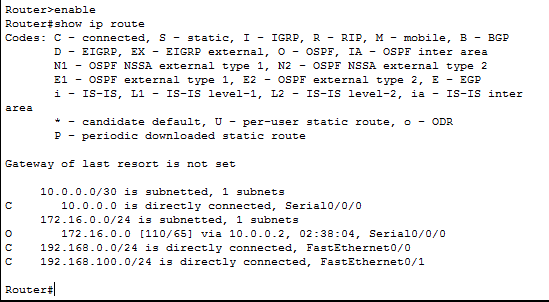 Router>enable
Router#show ip route
Codes: C - connected, S - static, I - IGRP, R - RIP, M - mobile, B - BGP
       D - EIGRP, EX - EIGRP external, O - OSPF, IA - OSPF inter area
       N1 - OSPF NSSA external type 1, N2 - OSPF NSSA external type 2
       E1 - OSPF external type 1, E2 - OSPF external type 2, E - EGP
       i - IS-IS, L1 - IS-IS level-1, L2 - IS-IS level-2, ia - IS-IS inter
area
       * - candidate default, U - per-user static route, o - ODR
       P - periodic downloaded static route
Gateway of last resort is not set
     10.0.0.0/30 is subnetted, 1 subnets
C       10.0.0.0 is directly connected, Serial0/0/0
     172.16.0.0/24 is subnetted, 1 subnets
O       172.16.0.0 [110/65] via 10.0.0.2, 02:38:04, Serial0/0/0
C    192.168.0.0/24 is directly connected, FastEthernet0/0
C    192.168.100.0/24 is directly connected, FastEthernet0/1
Router#